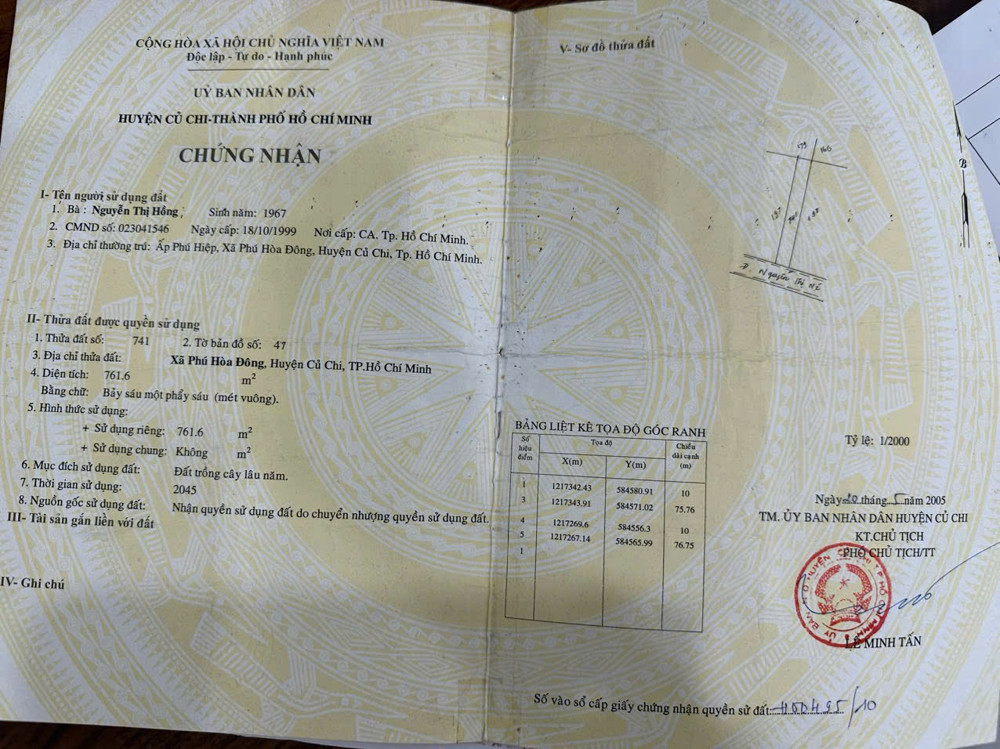 CỘNG HÒA XÃ HỘI CHỦ NGHĨA VIỆT NAM
Độc lập - Tự do - Hạnh phúc
UỶ BAN NHÂN DÂN
HUYỆN CỦ CHI-THÀNH PHỐ HỒ CHÍ MINH
CHỨNG NHẬN
I- Tên người sử dụng đất
1. Bà : Nguyễn Thị Hồng Sinh năm: 1967
2. CMND số: 023041546 Ngày cấp: 18/10/1999 Nơi cấp: CA. Tp. Hồ Chí Minh.
3. Địa chỉ thường trú: Ấp Phú Hiệp, Xã Phú Hòa Đông, Huyện Củ Chi, Tp. Hồ Chí Minh.
II- Thửa đất được quyền sử dụng
1. Thửa đất số: 741 2. Tờ bản đồ số: 47
3. Địa chỉ thửa đất: Xã Phú Hòa Đông, Huyện Củ Chi, TP.Hồ Chí Minh
4. Diện tích: 761.6 m²
Bằng chữ: Bảy sáu một phẩy sáu (mét vuông).
5. Hình thức sử dụng:
+ Sử dụng riêng: 761.6 m²
+ Sử dụng chung: Không m²
6. Mục đích sử dụng đất: Đất trồng cây lâu năm.
7. Thời gian sử dụng: 2045
8. Nguồn gốc sử dụng đất: Nhận quyền sử dụng đất do chuyển nhượng quyền sử dụng đất.
III- Tài sản gắn liền với đất
IV- Ghi chú
V- Sơ đồ thửa đất
B
BẢNG LIỆT KÊ TỌA ĐỘ GÓC RANH
Số hiệu điểm Tọa độ Chiều dài cạnh (m)
X(m) Y(m)
1 1217342.43 584580.91 10
3 1217343.91 584571.02 75.76
4 1217269.6 584556.3 10
5 1217267.14 584565.99 76.75
1
Tỷ lệ: 1/2000
Ngày 20 tháng 5 năm 2005
TM. ỦY BAN NHÂN DÂN HUYỆN CỦ CHI
KT.CHỦ TỊCH
PHÓ CHỦ TỊCH/TT
LÊ MINH TẤN
Số vào sổ cấp giấy chứng nhận quyền sử đất: